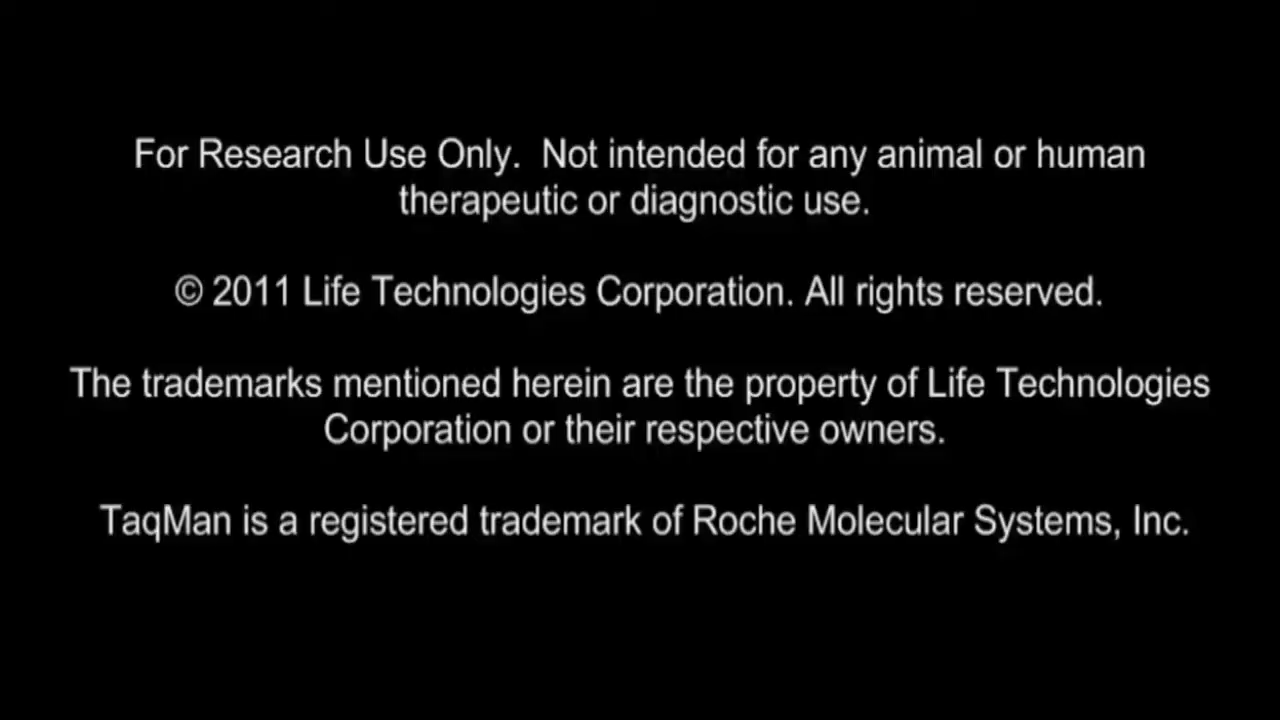 For Research Use Only.  Not intended for any animal or human
therapeutic or diagnostic use.
© 2011 Life Technologies Corporation. All rights reserved.
The trademarks mentioned herein are the property of Life Technologies
Corporation or their respective owners.
TaqMan is a registered trademark of Roche Molecular Systems, Inc.